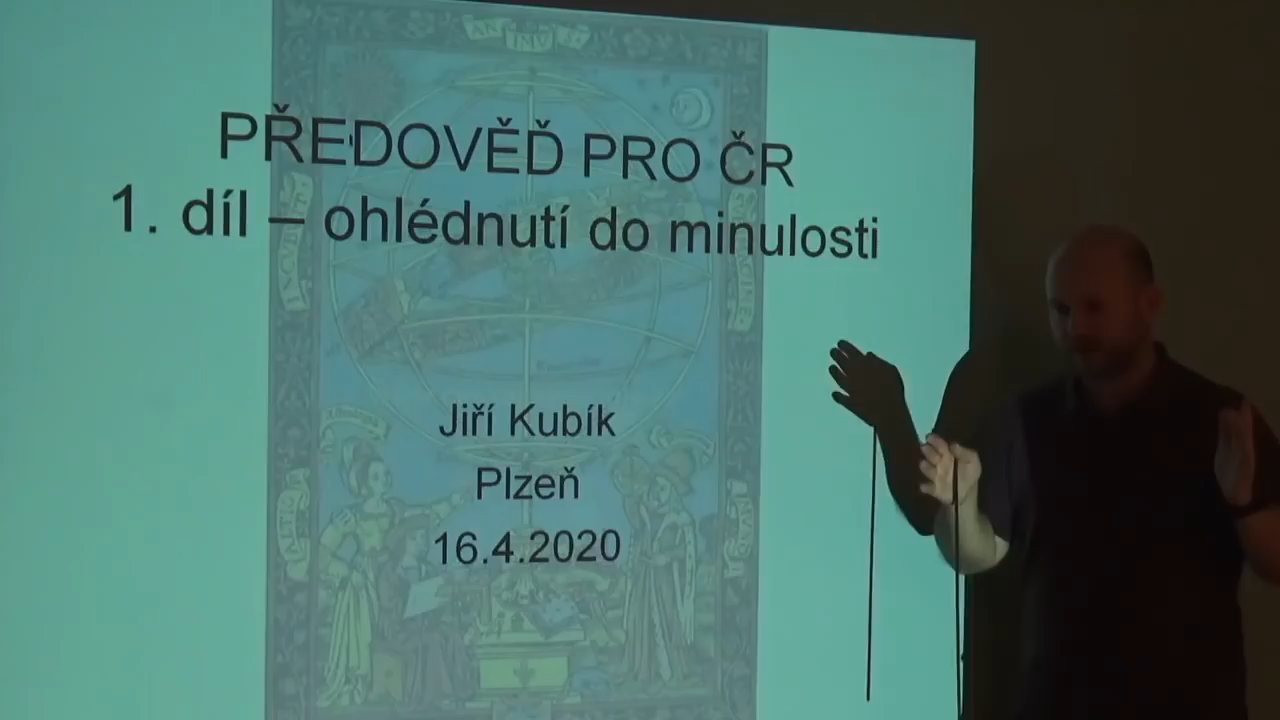 PŘEDOVĚĎ PRO ČR
1. díl – ohlédnutí do minulosti
Jiří Kubík
Plzeň
16.4.2020